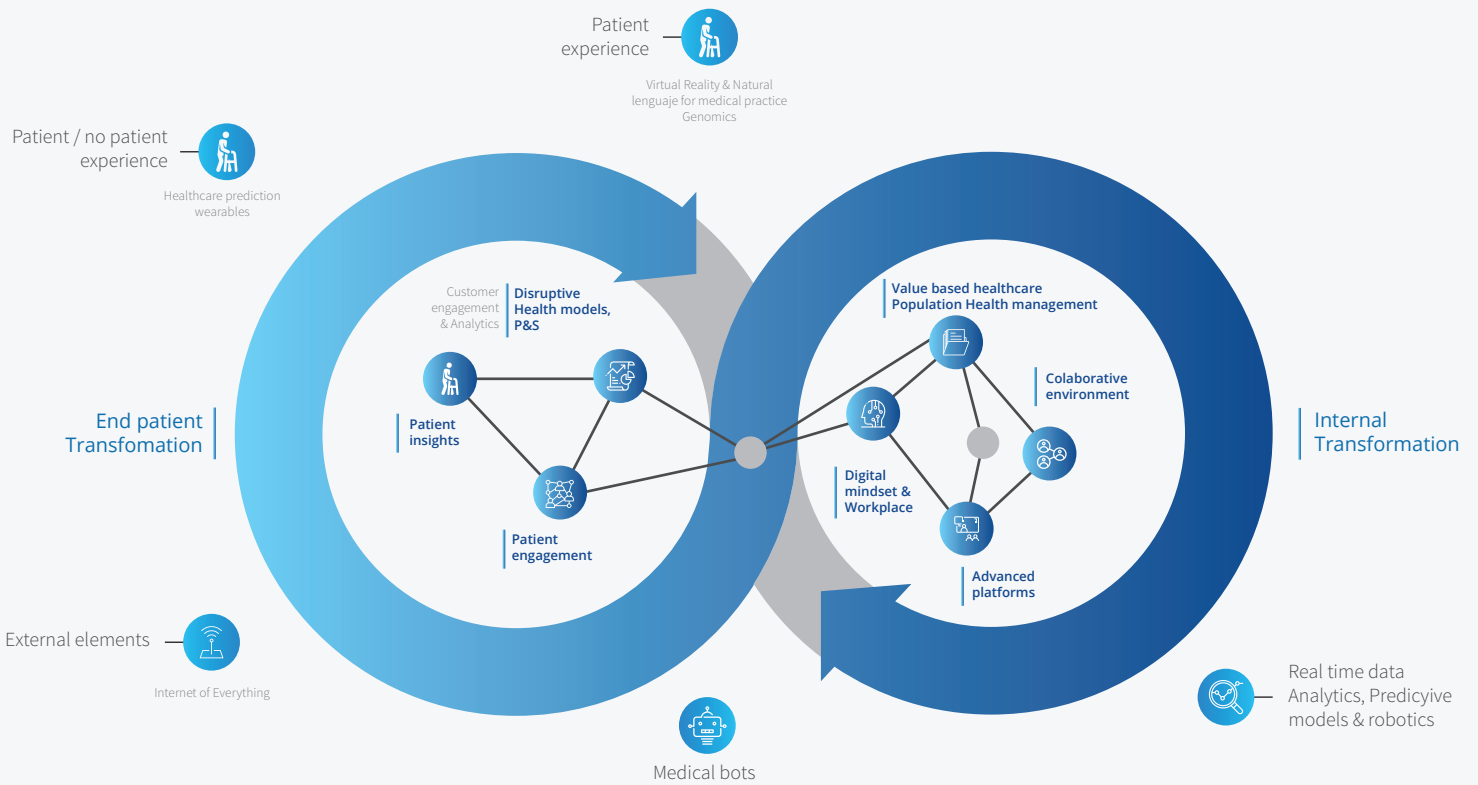 Patient
experience
Virtual Reality & Natural
lenguaje for medical practice
Genomics
Patient / no patient
experience
Healthcare prediction
wearables
Customer
engagement
& Analytics
Disruptive
Health models,
P&S
Value based healthcare
Population Health management
Colaborative
environment
Patient
insights
End patient
Transfomation
Internal
Transformation
Digital
mindset &
Workplace
Patient
engagement
Advanced
platforms
External elements
Internet of Everything
Real time data
Analytics, Predicyive
models & robotics
Medical bots